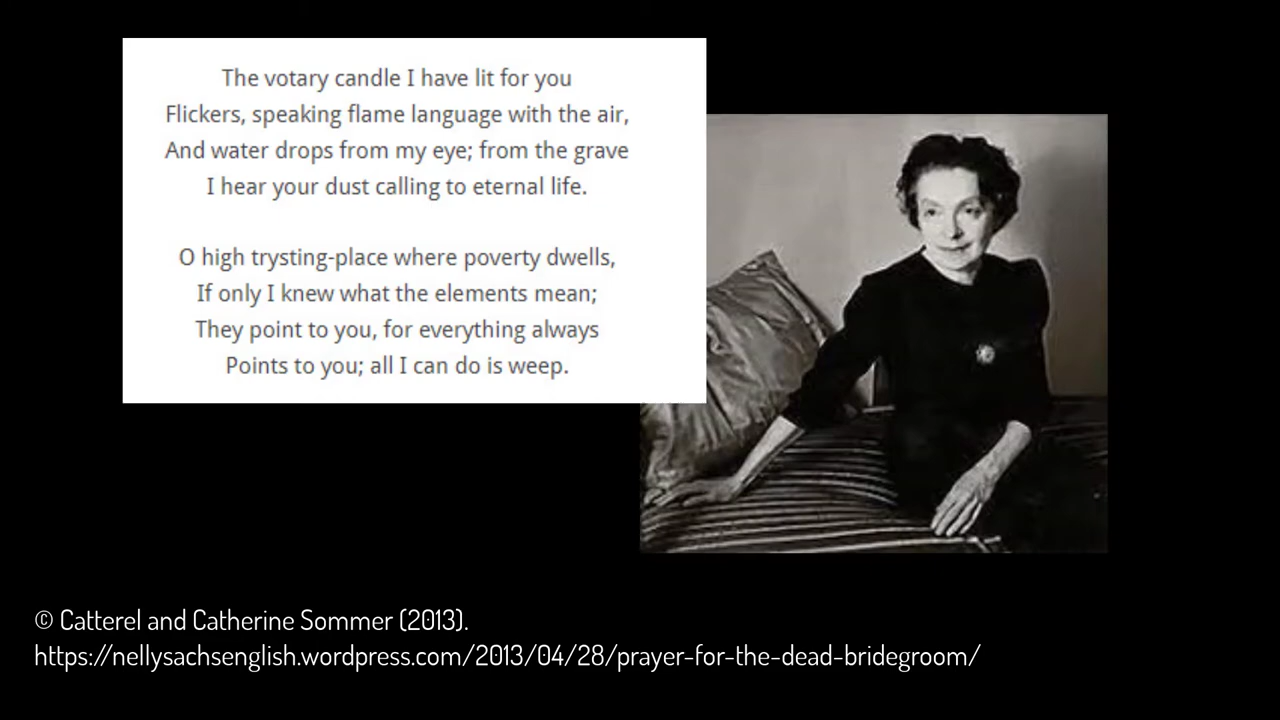 The votary candle I have lit for you
Flickers, speaking flame language with the air,
And water drops from my eye; from the grave
I hear your dust calling to eternal life.
O high trysting-place where poverty dwells,
If only I knew what the elements mean;
They point to you, for everything always
Points to you; all I can do is weep.
© Catterel and Catherine Sommer (2013).
https://nellysachsenglish.wordpress.com/2013/04/28/prayer-for-the-dead-bridegroom/